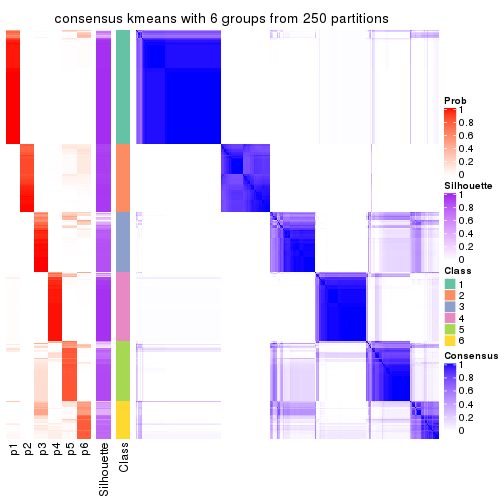 consensus kmeans with 6 groups from 250 partitions
p1
p2
p3
p4
p5
p6
Silhouette
Class
Prob
1
0.8
0.6
0.4
0.2
0
Silhouette
1
0.8
0.6
0.4
0.2
0
Class
1
2
3
4
5
6
Consensus
1
0.8
0.6
0.4
0.2
0